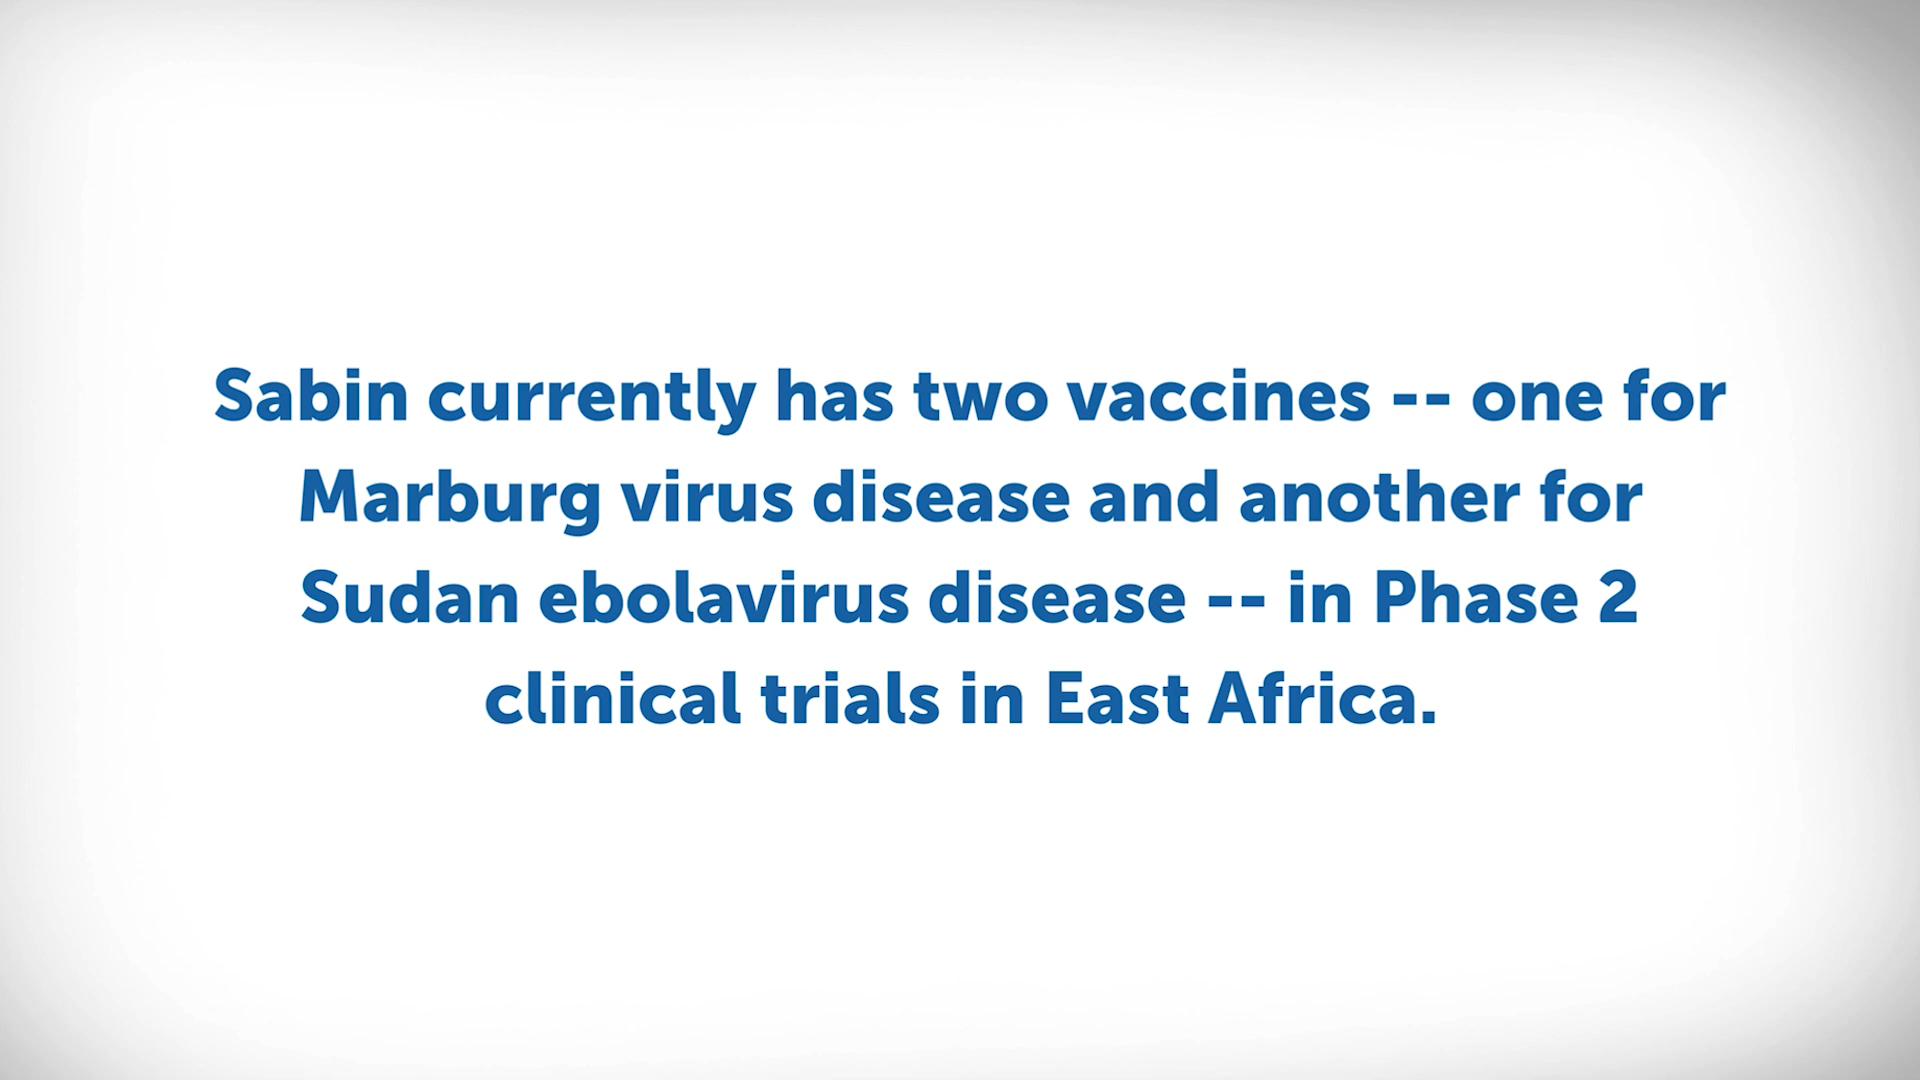 Sabin currently has two vaccines -- one for
Marburg virus disease and another for
Sudan ebolavirus disease -- in Phase 2
clinical trials in East Africa.